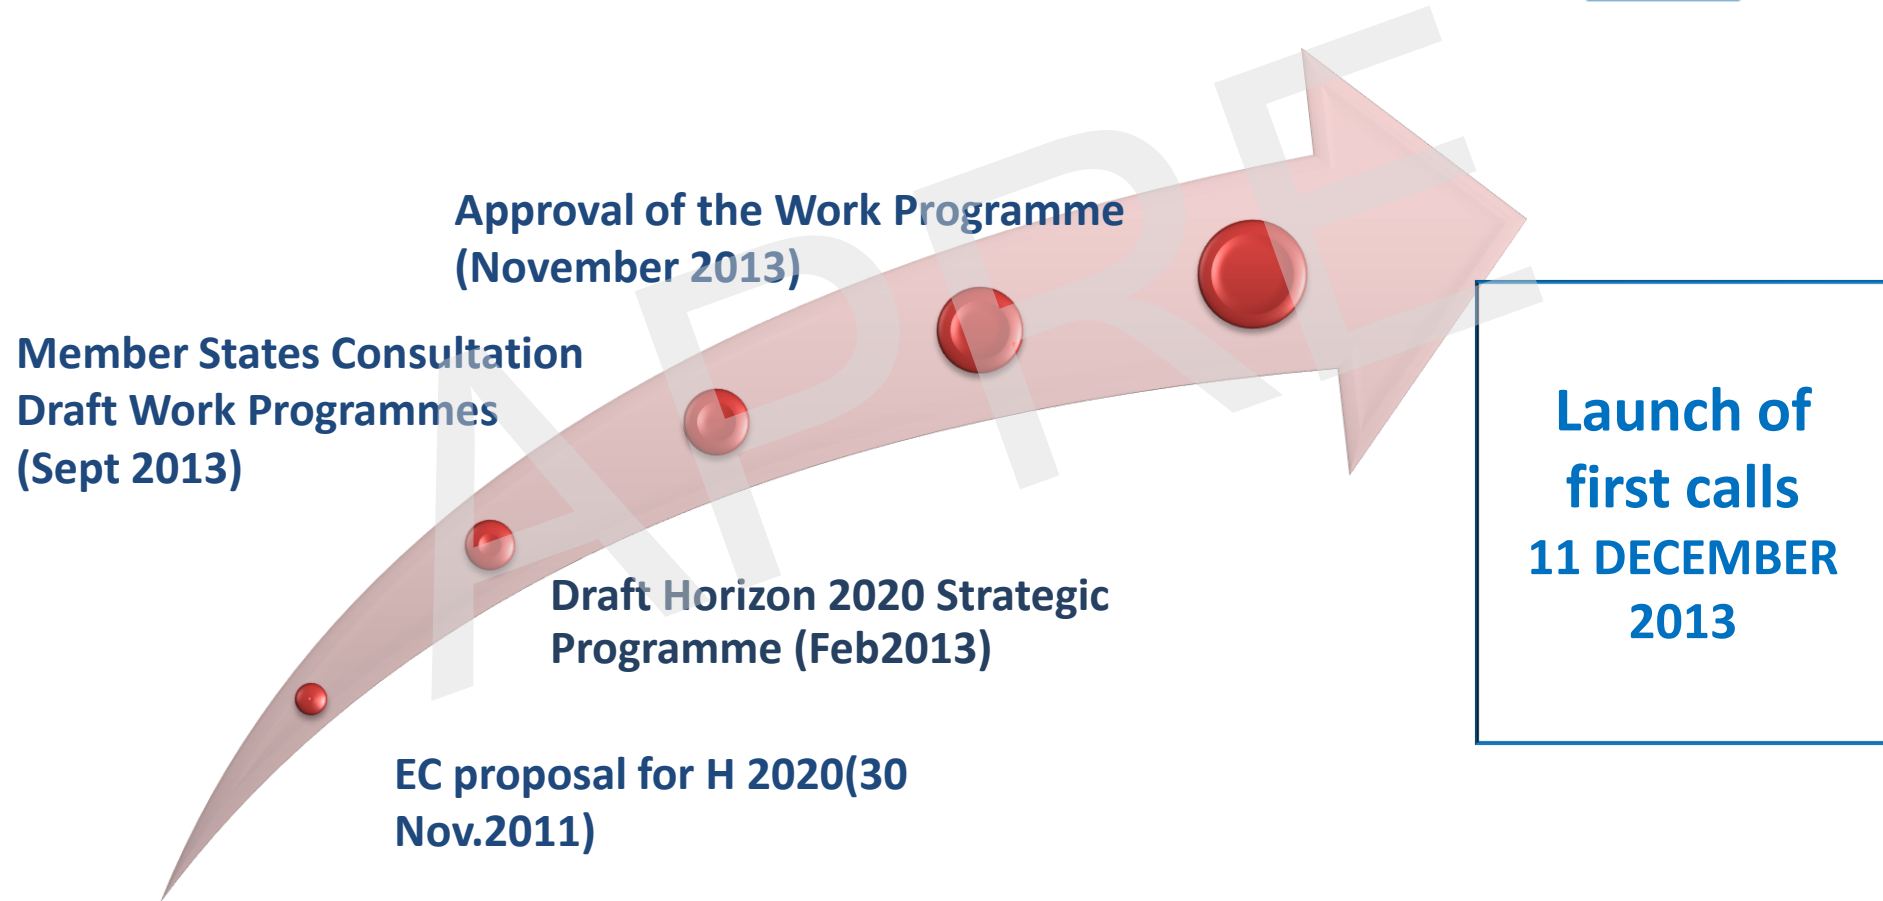 Approval of the Work Programme
(November 2013)
Member States Consultation
Draft Work Programmes
(Sept 2013)
Draft Horizon 2020 Strategic
Programme (Feb2013)
EC proposal for H 2020(30
Nov.2011)
Launch of
first calls
11 DECEMBER
2013
APRE